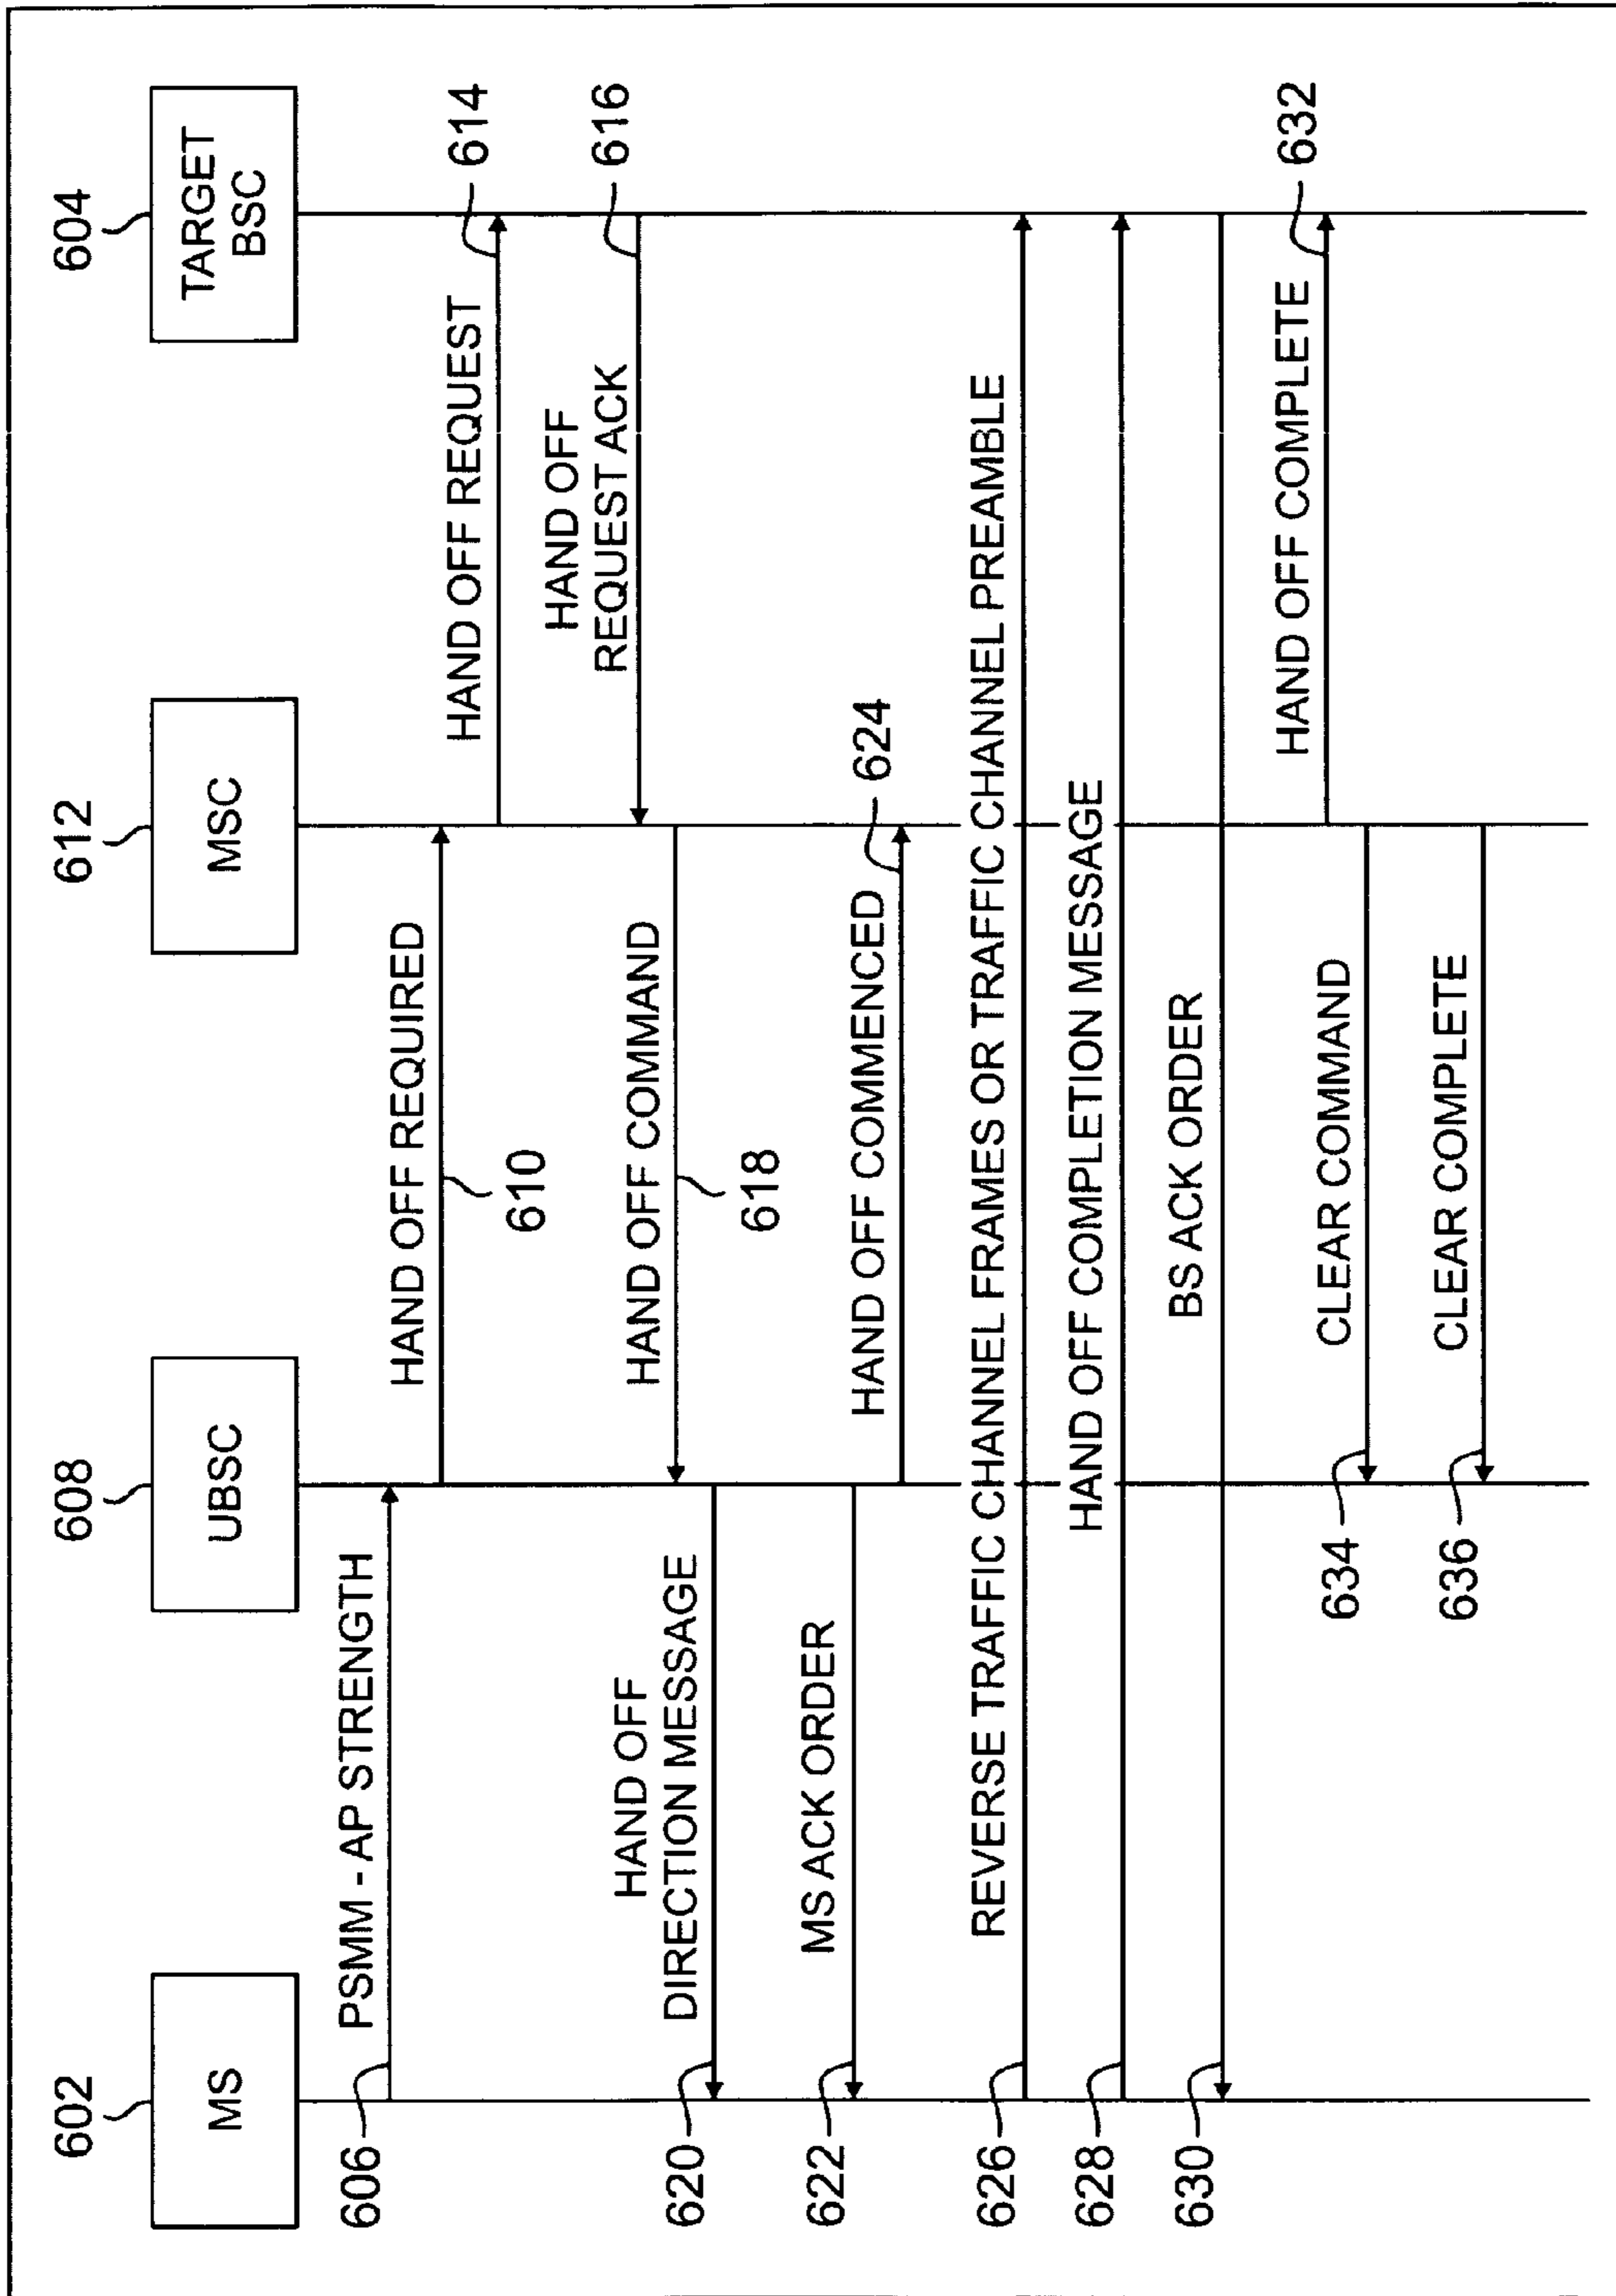 602
608
612
604
MS
UBSC
MSC
TARGET
BSC
606
PSMM - AP STRENGTH
HAND OFF REQUIRED
610
HAND OFF REQUEST
614
HAND OFF
REQUEST ACK
616
HAND OFF COMMAND
618
620
HAND OFF
DIRECTION MESSAGE
622
MS ACK ORDER
HAND OFF COMMENCED
624
626
REVERSE TRAFFIC CHANNEL FRAMES OR TRAFFIC CHANNEL PREAMBLE
628
HAND OFF COMPLETION MESSAGE
630
BS ACK ORDER
HAND OFF COMPLETE
632
634
CLEAR COMMAND
636
CLEAR COMPLETE